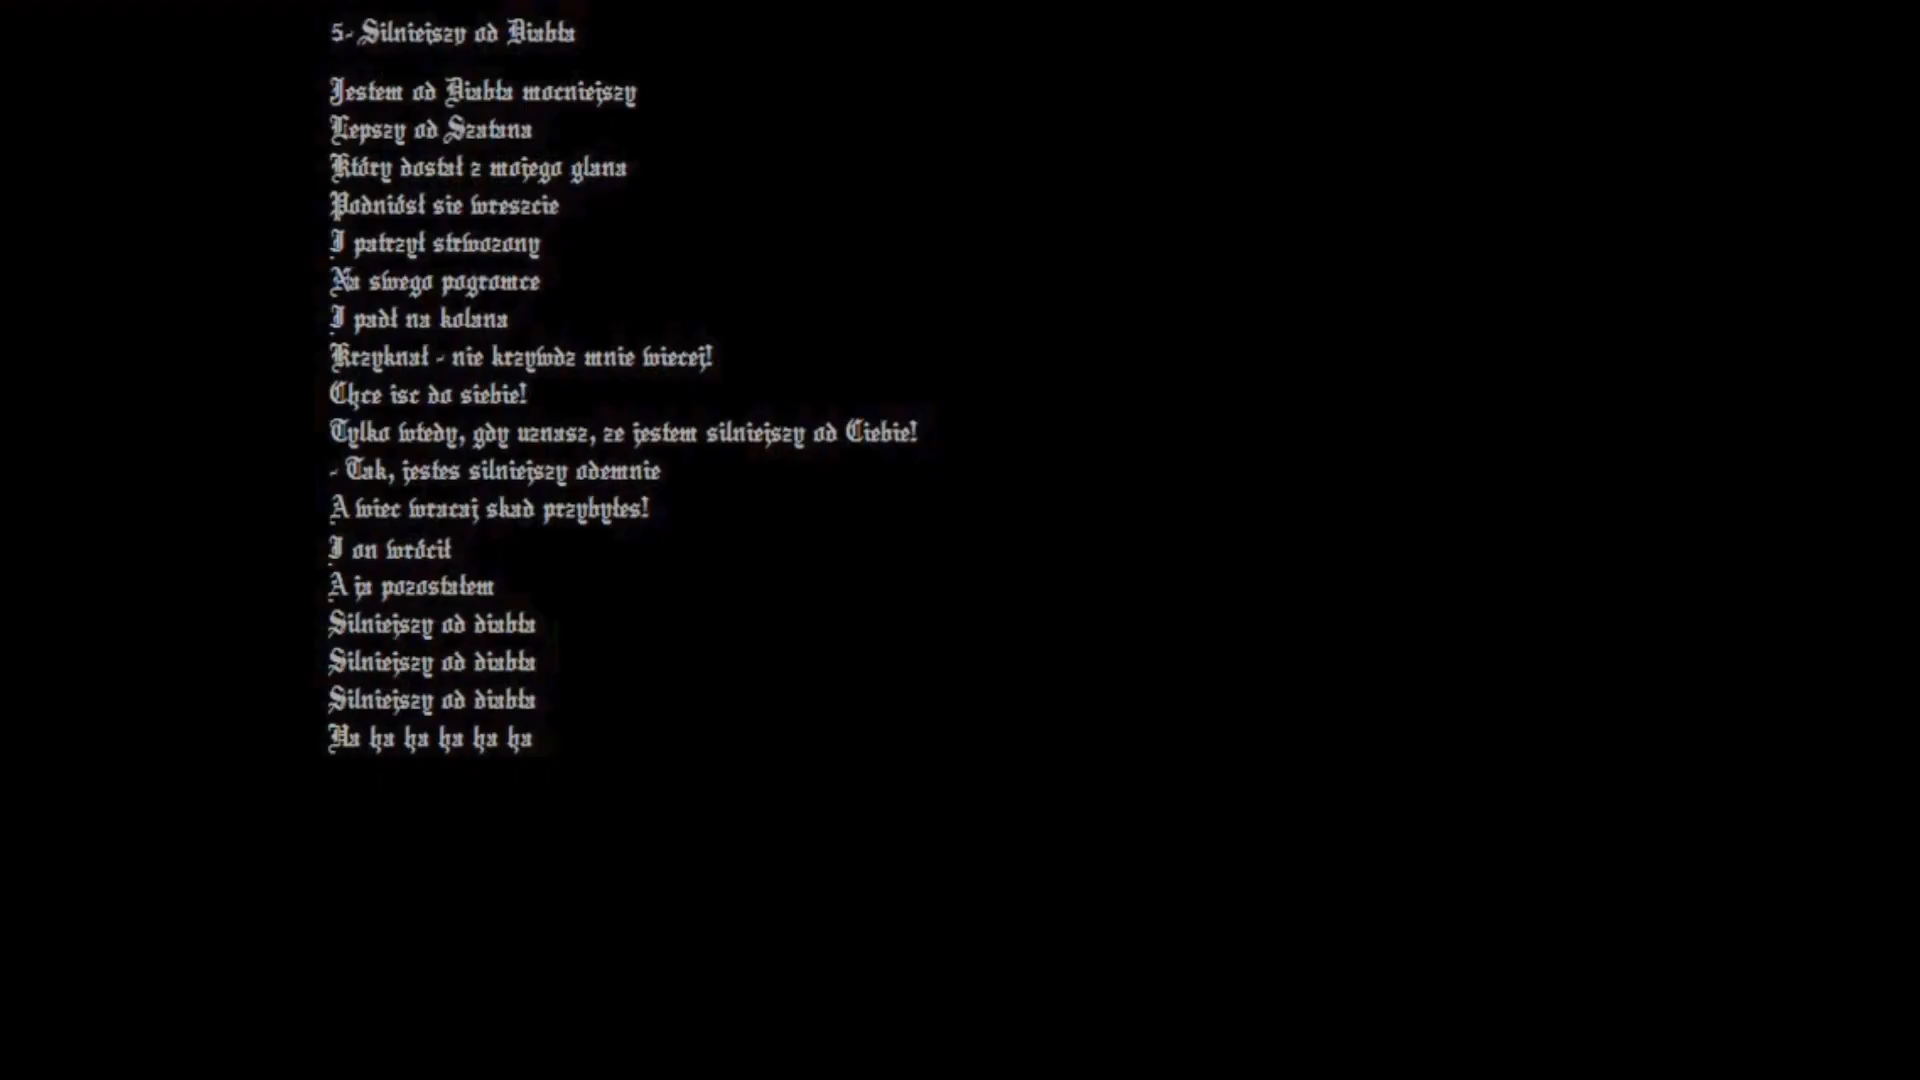 5- Silniejszy od Diabła
Jestem od Diabła mocniejszy
Lepszy od Szatana
Który dostał z mojego glana
Podniósł sie wreszcie
I patrzył strwozony
Na swego pogromce
I padł na kolana
Krzyknał - nie krzywdz mnie wiecej!
Chce isc do siebie!
Tylko wtedy, gdy uznasz, ze jestem silniejszy od Ciebie!
- Tak, jestes silniejszy odemnie
A wiec wracaj skad przybyłes!
I on wrócił
A ja pozostałem
Silniejszy od diabła
Silniejszy od diabła
Silniejszy od diabła
Ha ha ha ha ha ha